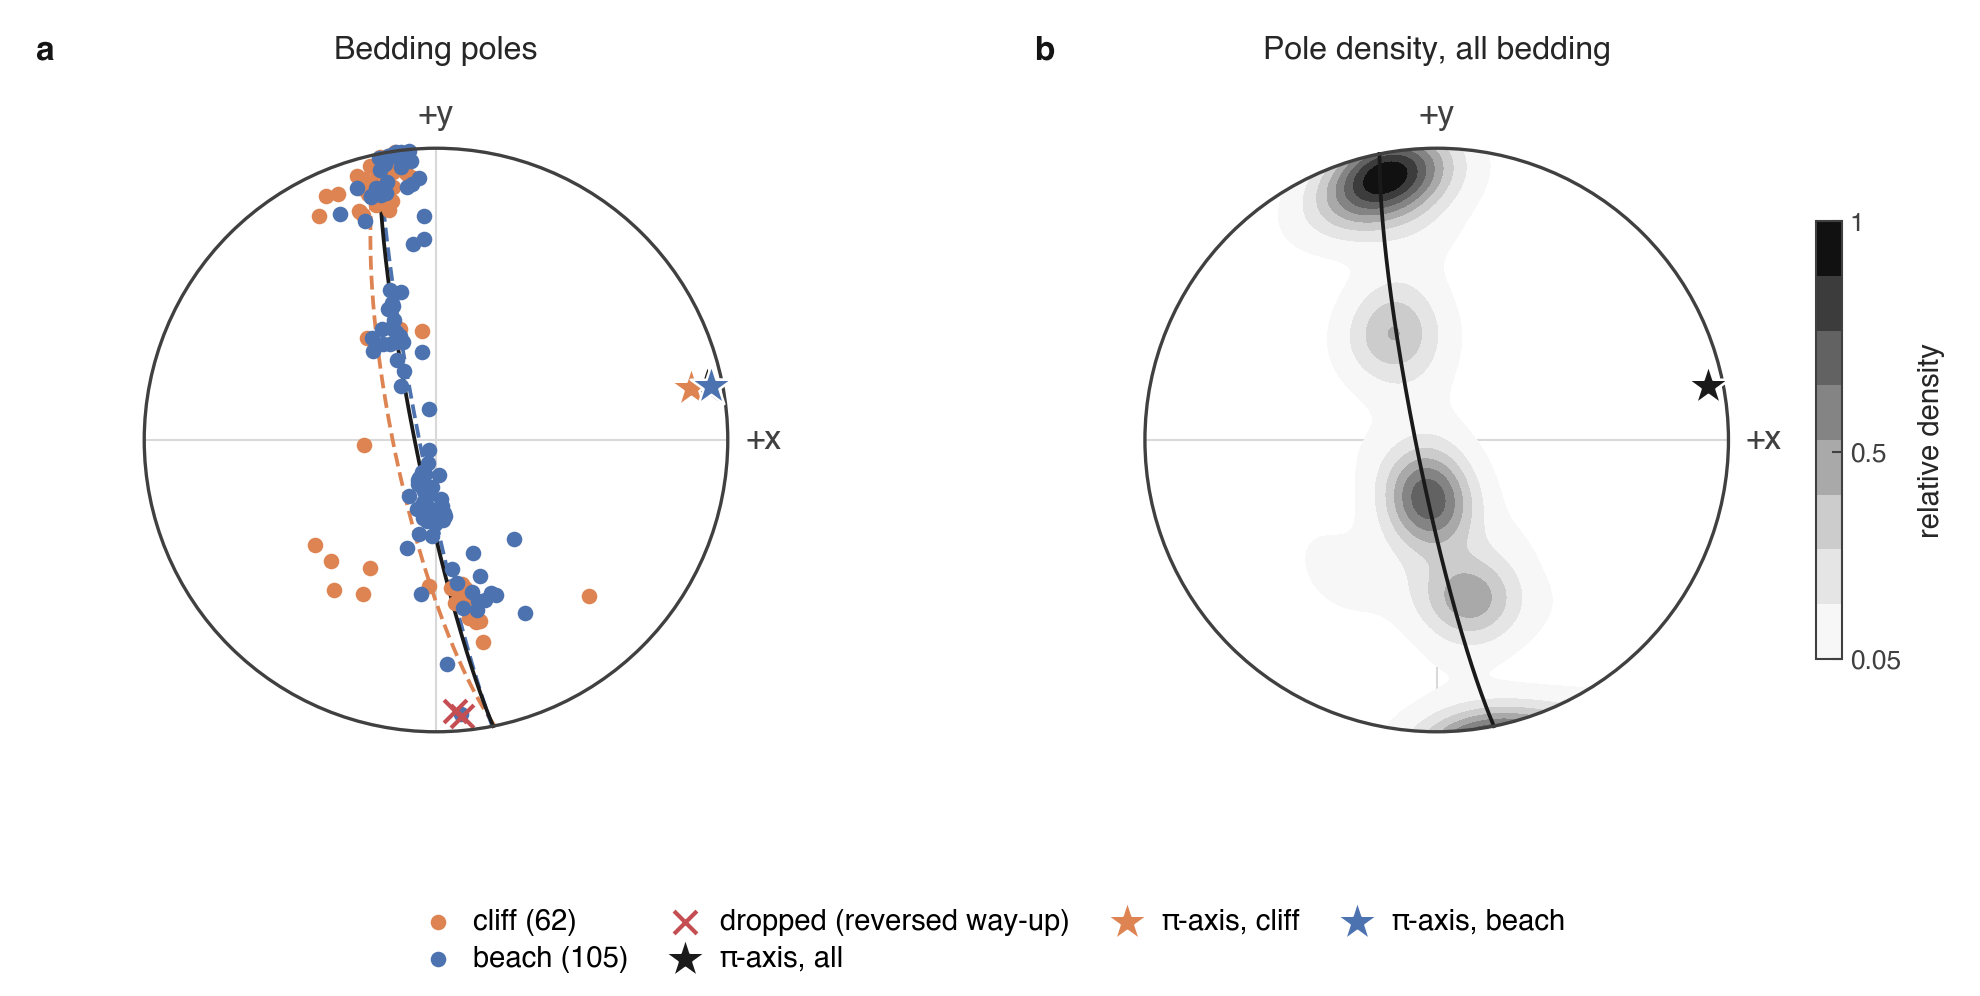 a
Bedding poles
b
Pole density, all bedding
+y
+x
+y
+x
1
0.5
0.05
relative density
cliff (62)
beach (105)
dropped (reversed way-up)
π-axis, all
π-axis, cliff
π-axis, beach